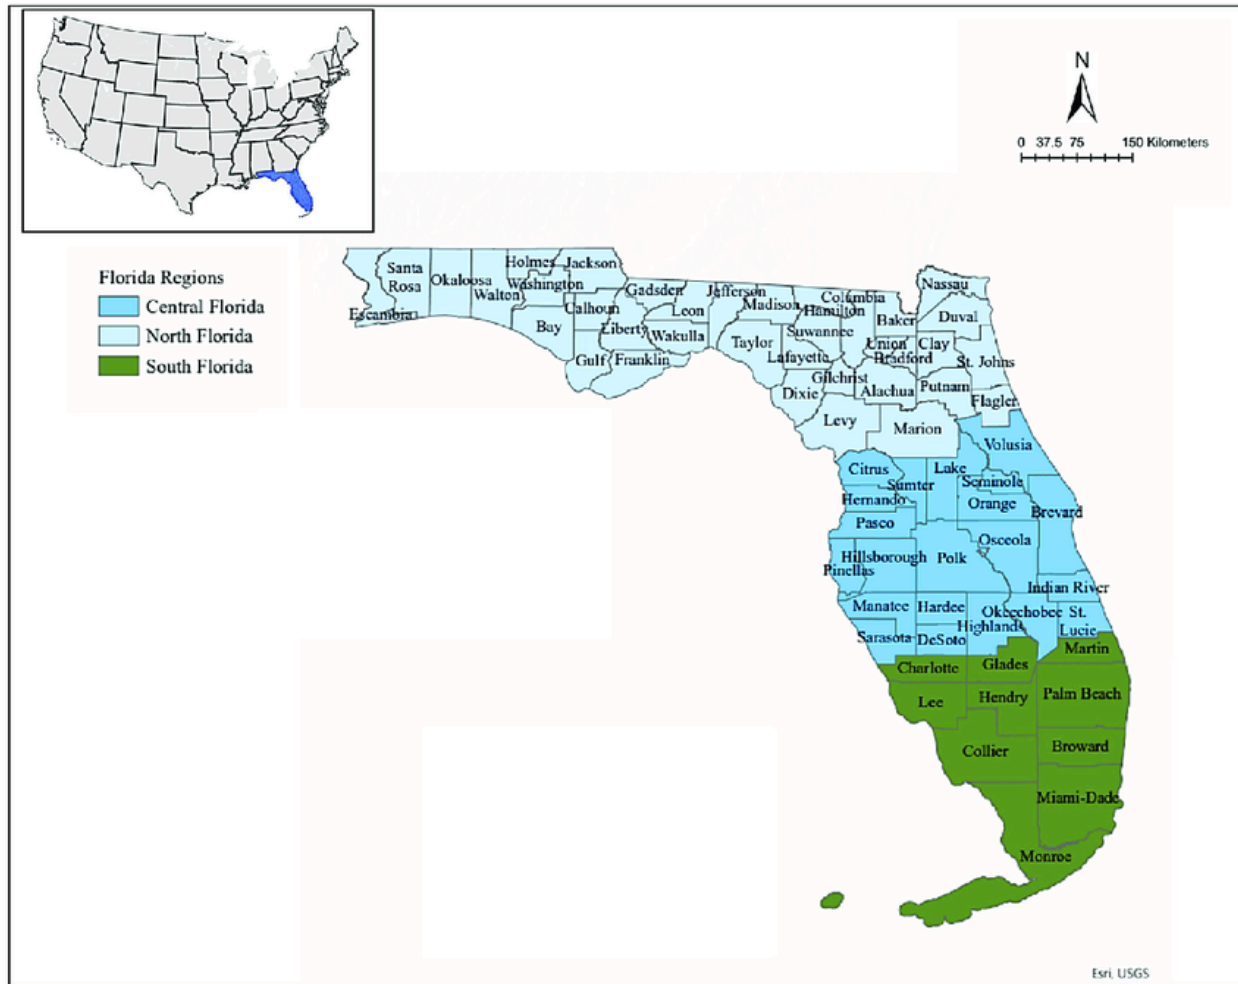 N
0 37.5 75 150 Kilometers
Florida Regions
Central Florida
North Florida
South Florida
Escambia
Santa
Rosa
Okaloosa
Walton
Holmes
Washington
Jackson
Bay
Calhoun
Gulf
Gadsden
Liberty
Franklin
Leon
Wakulla
Jefferson
Madison
Taylor
Hamilton
Suwannee
Lafayette
Dixie
Columbia
Gilchrist
Levy
Baker
Union
Bradford
Alachua
Marion
Nassau
Duval
Clay
St. Johns
Putnam
Flagler
Volusia
Citrus
Sumter
Lake
Seminole
Hernando
Orange
Brevard
Pasco
Osceola
Pinellas
Hillsborough
Polk
Indian River
Manatee
Hardee
Okeechobee
St.
Lucie
Sarasota
DeSoto
Highlands
Martin
Charlotte
Glades
Lee
Hendry
Palm Beach
Collier
Broward
Miami-Dade
Monroe
Esri, USGS